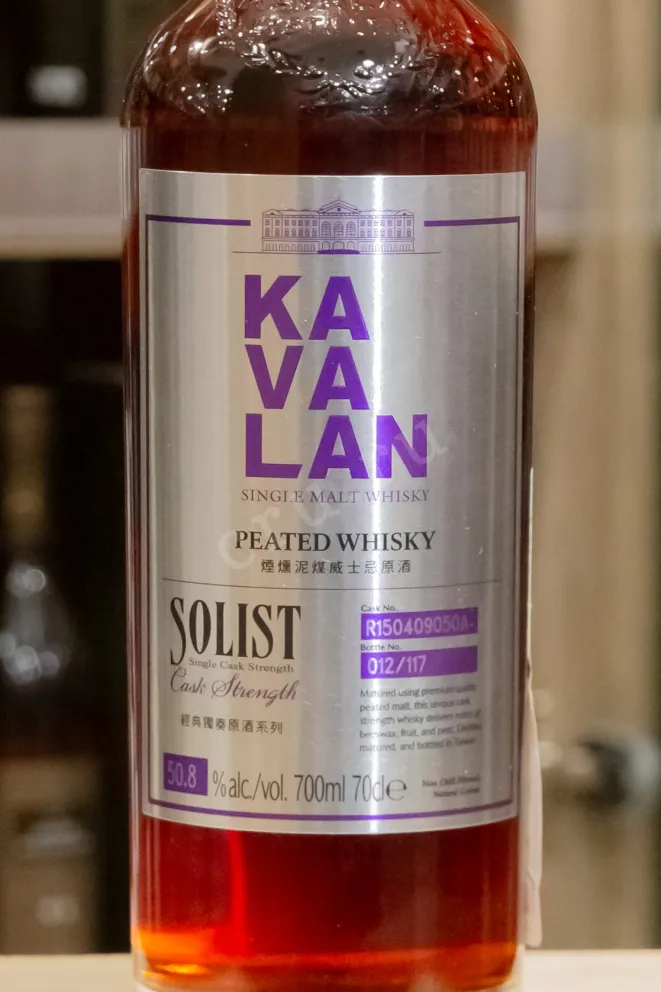 KA
VA
LAN
SINGLE MALT WHISKY
PEATED WHISKY
煙燻泥煤威士忌原酒
SOLIST
Single Cask Strength
Cask Strength
經典獨奏原酒系列
Cask No.
R150409050A
Bottle No.
012/117
Matured using premium quality
peated malt, this unique cask
strength whisky delivers notes of
beeswax, fruit, and peat. Distilled,
matured, and bottled in Taiwan.
50.8 %alc./vol. 700ml 70cl e
Non Chill-Filtered
Natural Colour